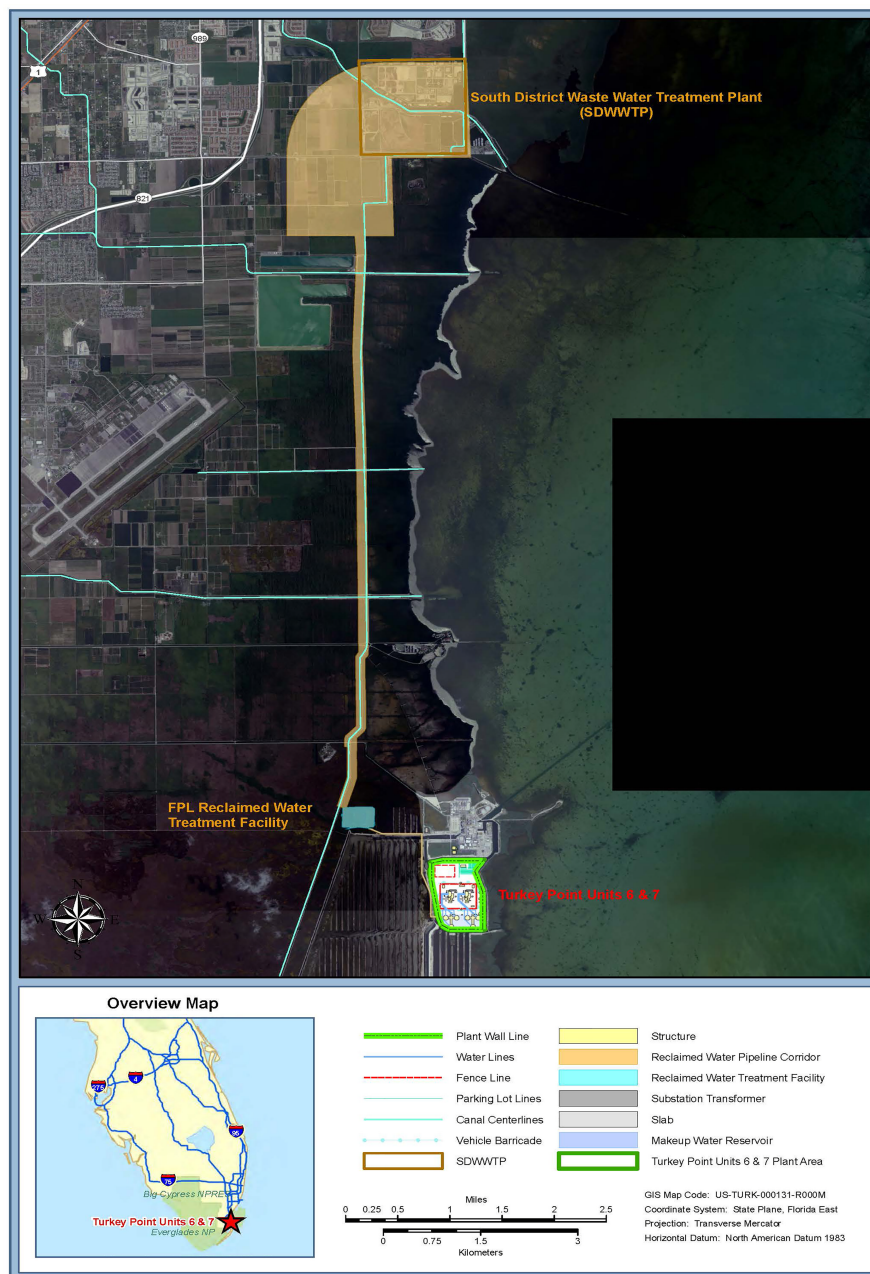 989
1
South District Waste Water Treatment Plant
(SDWWTP)
821
FPL Reclaimed Water
Treatment Facility
Turkey Point Units 6 & 7
N
W
E
S
Overview Map
275
4
95
75
Big Cypress NPRES
Turkey Point Units 6 & 7
Everglades NP
Plant Wall Line
Water Lines
Fence Line
Parking Lot Lines
Canal Centerlines
Vehicle Barricade
SDWWTP
Structure
Reclaimed Water Pipeline Corridor
Reclaimed Water Treatment Facility
Substation Transformer
Slab
Makeup Water Reservoir
Turkey Point Units 6 & 7 Plant Area
Miles
0 0.25 0.5 1 1.5 2 2.5
0 0.75 1.5 3
Kilometers
GIS Map Code: US-TURK-000131-R000M
Coordinate System: State Plane, Florida East
Projection: Transverse Mercator
Horizontal Datum: North American Datum 1983